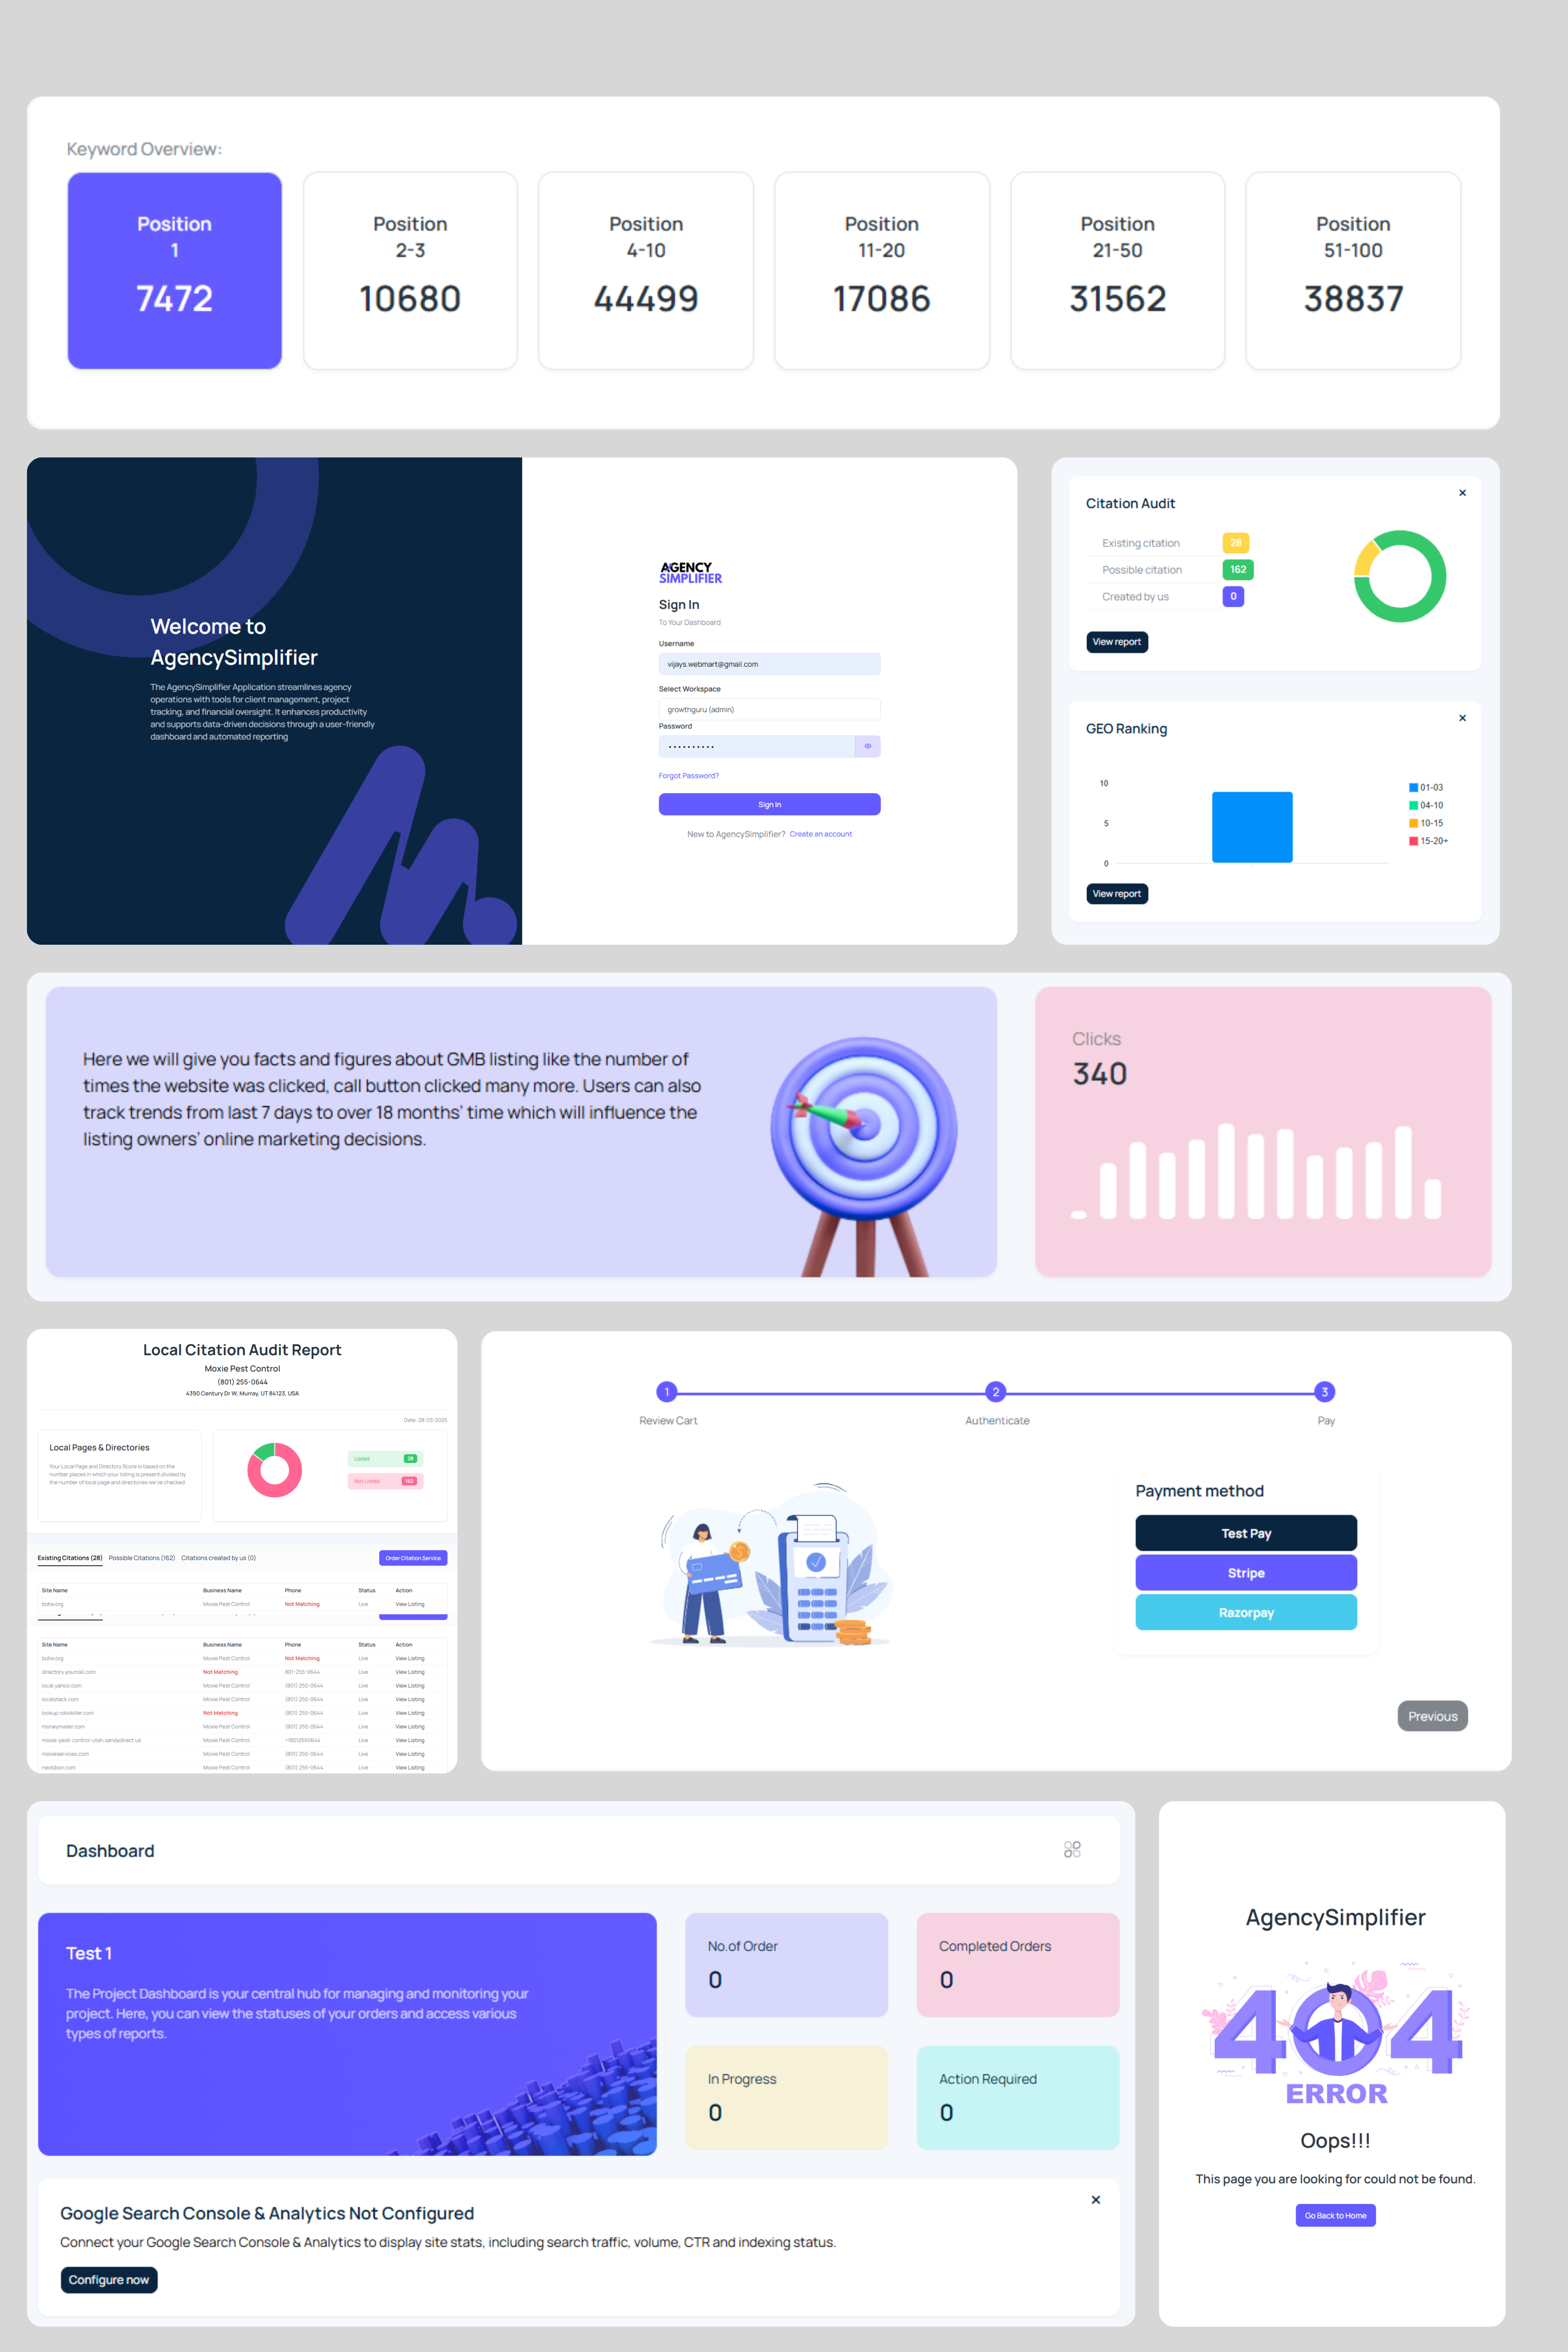 Keyword Overview:
Position
1
7472
Position
2-3
10680
Position
4-10
44499
Position
11-20
17086
Position
21-50
31562
Position
51-100
38837
Welcome to
AgencySimplifier
The AgencySimplifier Application streamlines agency
operations with tools for client management, project
tracking, and financial oversight. It enhances productivity
and supports data-driven decisions through a user-friendly
dashboard and automated reporting
AGENCY
SIMPLIFIER
Sign In
To Your Dashboard
Username
vijays.webmart@gmail.com
Select Workspace
growthguru (admin)
Password
Forgot Password?
Sign In
New to AgencySimplifier? Create an account
Citation Audit
Existing citation 28
Possible citation 162
Created by us 0
View report
GEO Ranking
10
5
0
01-03
04-10
10-15
15-20+
View report
Here we will give you facts and figures about GMB listing like the number of
times the website was clicked, call button clicked many more. Users can also
track trends from last 7 days to over 18 months' time which will influence the
listing owners' online marketing decisions.
Clicks
340
Local Citation Audit Report
Moxie Pest Control
(801) 255-0644
4390 Century Dr W, Murray, UT 84123, USA
Date: 28-03-2025
Local Pages & Directories
Your Local Page and Directory Score is based on the
number places in which your listing is present,divided by
the number of local page and directories we've checked
Listed 28
Not Listed 162
Existing Citations (28) Possible Citations (162) Citations created by us (0) Order Citation Service
Site Name Business Name Phone Status Action
botw.org Moxie Pest Control Not Matching Live View Listing
Site Name Business Name Phone Status Action
botw.org Moxie Pest Control Not Matching Live View Listing
directory.youmail.com Not Matching 801-255-0644 Live View Listing
local.yahoo.com Moxie Pest Control (801) 255-0644 Live View Listing
localstack.com Moxie Pest Control (801) 255-0644 Live View Listing
lookup.robokiller.com Not Matching (801) 255-0644 Live View Listing
moneymailer.com Moxie Pest Control (801) 255-0644 Live View Listing
moxie-pest-control-utah.sandydirect.us Moxie Pest Control +18012550644 Live View Listing
moxieservices.com Moxie Pest Control (801) 255-0644 Live View Listing
nextdoor.com Moxie Pest Control (801) 255-0644 Live View Listing
1 2 3
Review Cart Authenticate Pay
Payment method
Test Pay
Stripe
Razorpay
Previous
Dashboard
Test 1
The Project Dashboard is your central hub for managing and monitoring your
project. Here, you can view the statuses of your orders and access various
types of reports.
No.of Order
0
Completed Orders
0
In Progress
0
Action Required
0
Google Search Console & Analytics Not Configured
Connect your Google Search Console & Analytics to display site stats, including search traffic, volume, CTR and indexing status.
Configure now
AgencySimplifier
404
ERROR
Oops!!!
This page you are looking for could not be found.
Go Back to Home